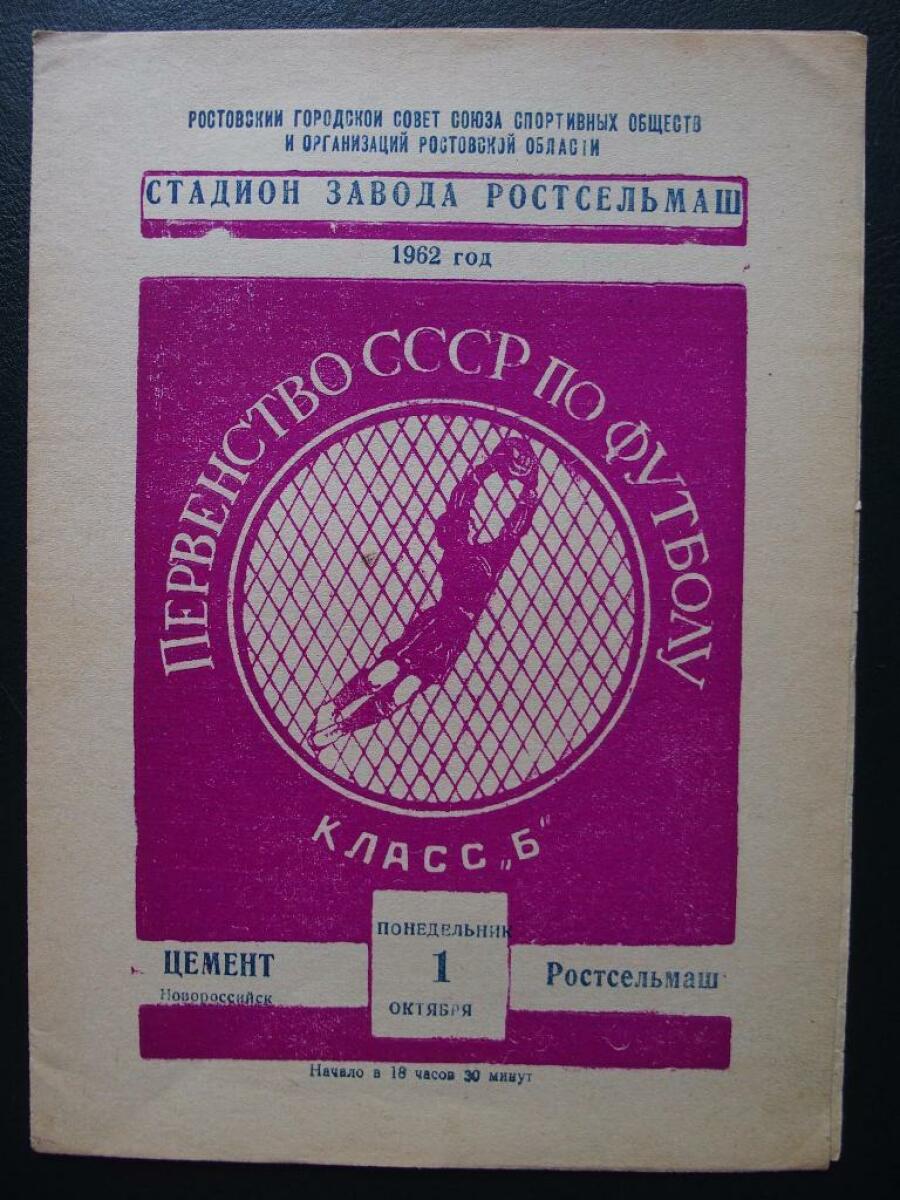 РОСТОВСКИЙ ГОРОДСКОЙ СОВЕТ СОЮЗА СПОРТИВНЫХ ОБЩЕСТВ
И ОРГАНИЗАЦИЙ РОСТОВСКОЙ ОБЛАСТИ
СТАДИОН ЗАВОДА РОСТСЕЛЬМАШ
1962 год
ПЕРВЕНСТВО СССР ПО ФУТБОЛУ
КЛАСС „Б“
ПОНЕДЕЛЬНИК
1
ОКТЯБРЯ
ЦЕМЕНТ
Новороссийск
Ростсельмаш
Начало в 18 часов 30 минут